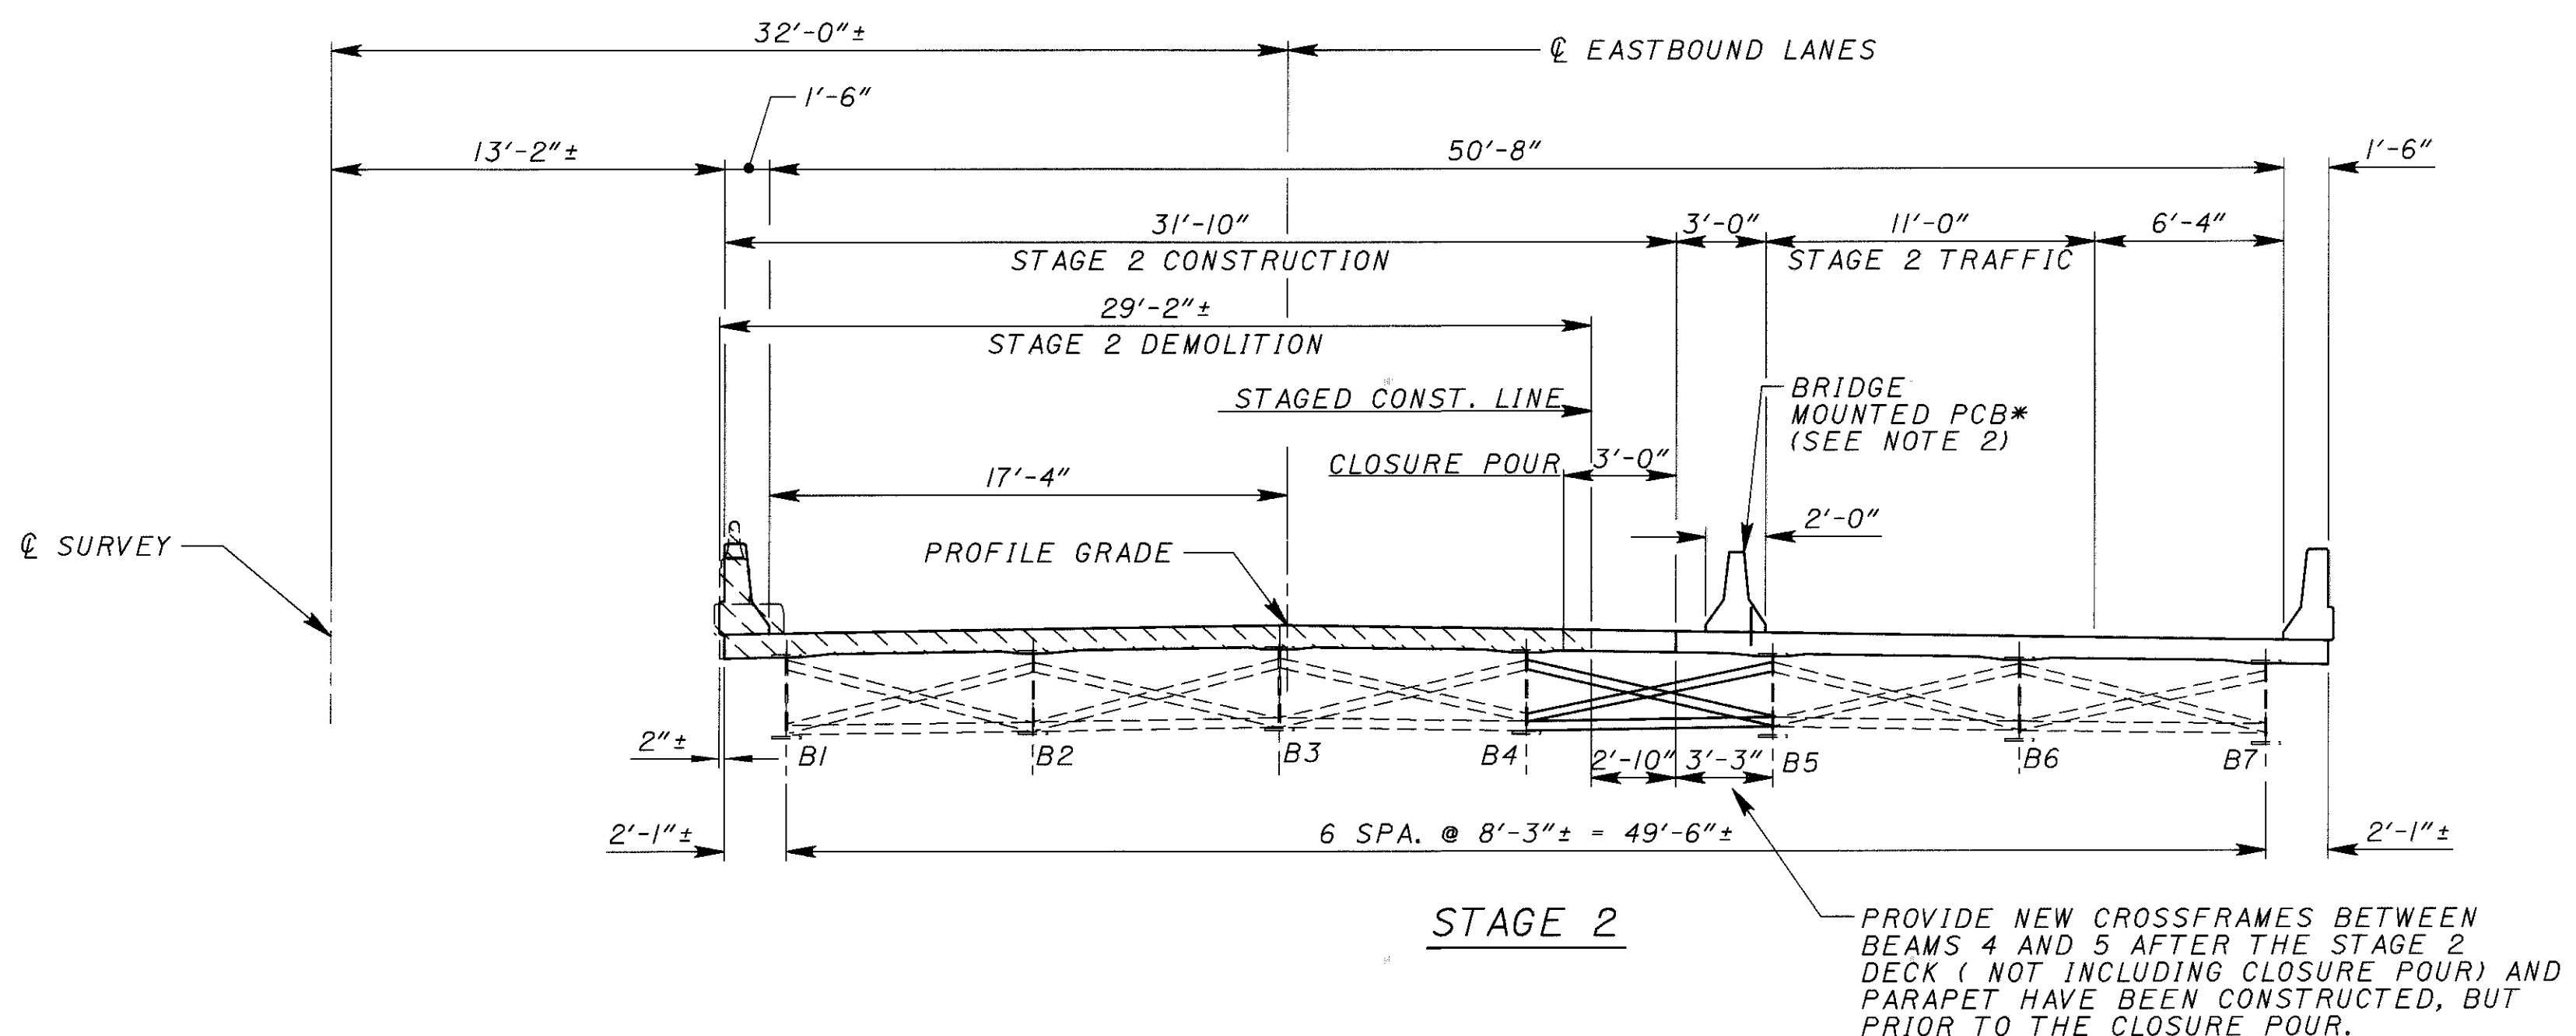 32'-0"±
℄ EASTBOUND LANES
1'-6"
13'-2"±
50'-8"
1'-6"
31'-10"
3'-0"
11'-0"
6'-4"
STAGE 2 CONSTRUCTION
STAGE 2 TRAFFIC
29'-2"±
STAGE 2 DEMOLITION
STAGED CONST. LINE
BRIDGE
MOUNTED PCB*
(SEE NOTE 2)
CLOSURE POUR
3'-0"
17'-4"
2'-0"
℄ SURVEY
PROFILE GRADE
2"±
B1
B2
B3
B4
2'-10"
3'-3"
B5
B6
B7
2'-1"±
6 SPA. @ 8'-3"± = 49'-6"±
2'-1"±
STAGE 2
PROVIDE NEW CROSSFRAMES BETWEEN
BEAMS 4 AND 5 AFTER THE STAGE 2
DECK ( NOT INCLUDING CLOSURE POUR) AND
PARAPET HAVE BEEN CONSTRUCTED, BUT
PRIOR TO THE CLOSURE POUR.